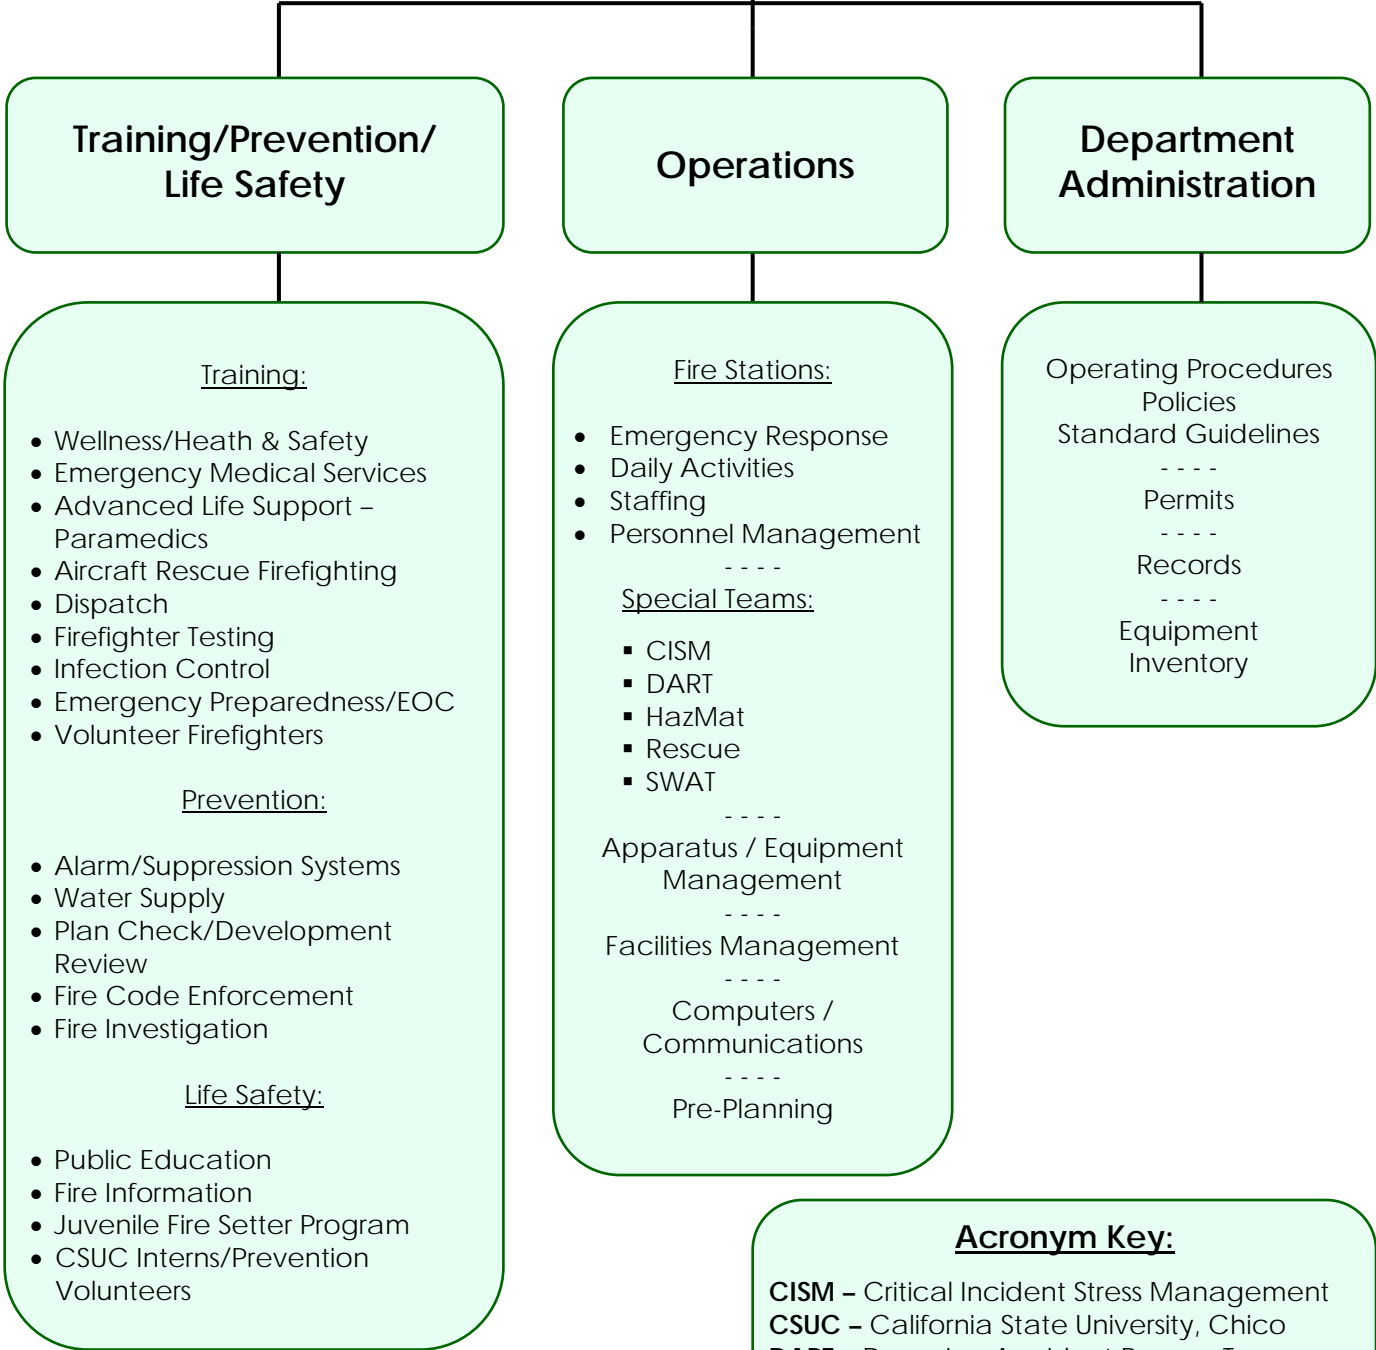 Training/Prevention/
Life Safety
Operations
Department
Administration
Training:
• Wellness/Heath & Safety
• Emergency Medical Services
• Advanced Life Support –
Paramedics
• Aircraft Rescue Firefighting
• Dispatch
• Firefighter Testing
• Infection Control
• Emergency Preparedness/EOC
• Volunteer Firefighters
Prevention:
• Alarm/Suppression Systems
• Water Supply
• Plan Check/Development
Review
• Fire Code Enforcement
• Fire Investigation
Life Safety:
• Public Education
• Fire Information
• Juvenile Fire Setter Program
• CSUC Interns/Prevention
Volunteers
Fire Stations:
• Emergency Response
• Daily Activities
• Staffing
• Personnel Management
- - - -
Special Teams:
▪ CISM
▪ DART
▪ HazMat
▪ Rescue
▪ SWAT
- - - -
Apparatus / Equipment
Management
- - - -
Facilities Management
- - - -
Computers /
Communications
- - - -
Pre-Planning
Operating Procedures
Policies
Standard Guidelines
- - - -
Permits
- - - -
Records
- - - -
Equipment
Inventory
Acronym Key:
CISM – Critical Incident Stress Management
CSUC – California State University, Chico